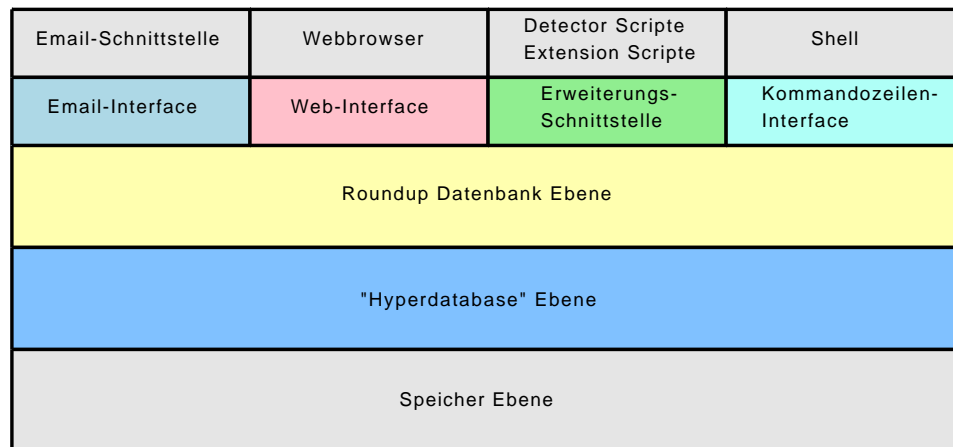 Email-Schnittstelle
Webbrowser
Detector Scripte
Extension Scripte
Shell
Email-Interface
Web-Interface
Erweiterungs-
Schnittstelle
Kommandozeilen-
Interface
Roundup Datenbank Ebene
"Hyperdatabase" Ebene
Speicher Ebene